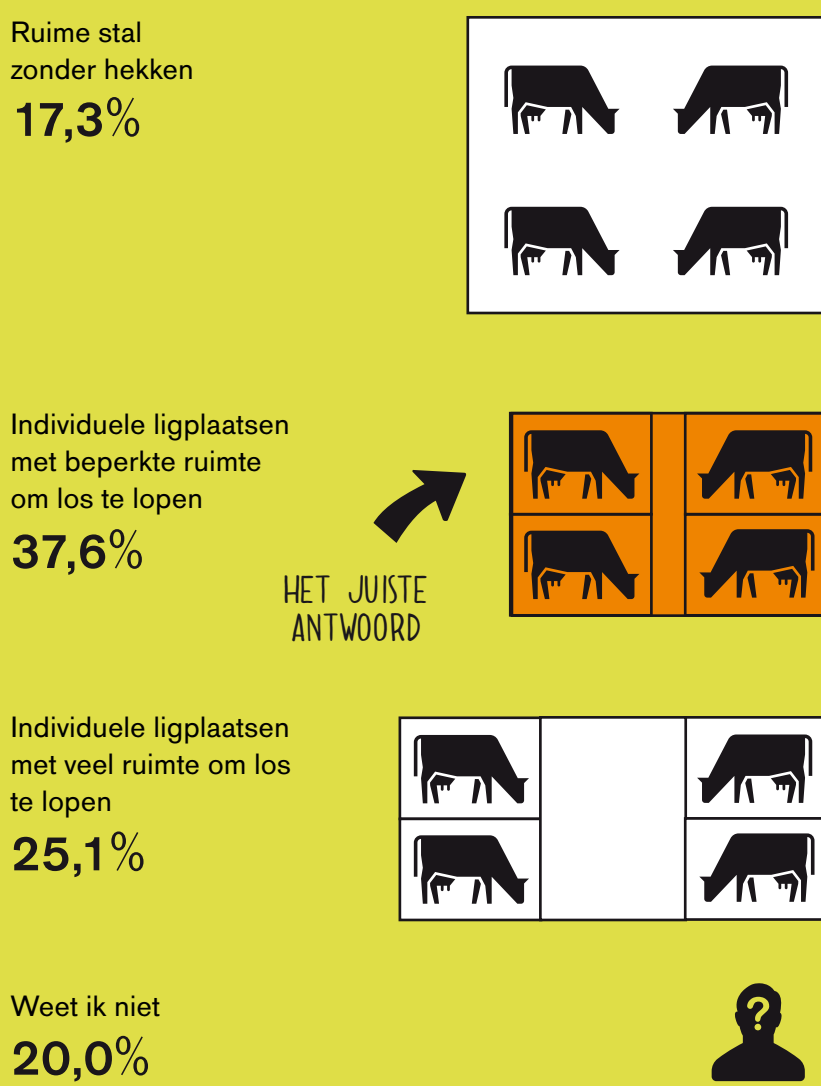 Ruime stal
zonder hekken
17,3%
Individuele ligplaatsen
met beperkte ruimte
om los te lopen
37,6%
HET JUISTE
ANTWOORD
Individuele ligplaatsen
met veel ruimte om los
te lopen
25,1%
Weet ik niet
20,0%
?